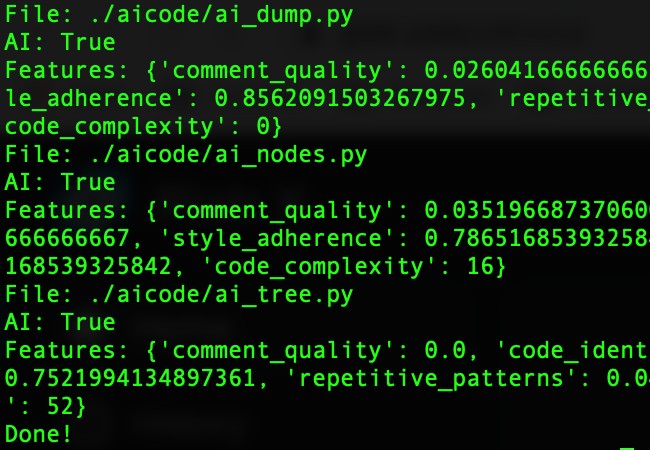 File: ./aicode/ai_dump.py
AI: True
Features: {'comment_quality': 0.02604166666666
le_adherence': 0.8562091503267975, 'repetitive_
code_complexity': 0}
File: ./aicode/ai_nodes.py
AI: True
Features: {'comment_quality': 0.03519668737060
666666667, 'style_adherence': 0.78651685393258
168539325842, 'code_complexity': 16}
File: ./aicode/ai_tree.py
AI: True
Features: {'comment_quality': 0.0, 'code_ident
0.7521994134897361, 'repetitive_patterns': 0.0
': 52}
Done!